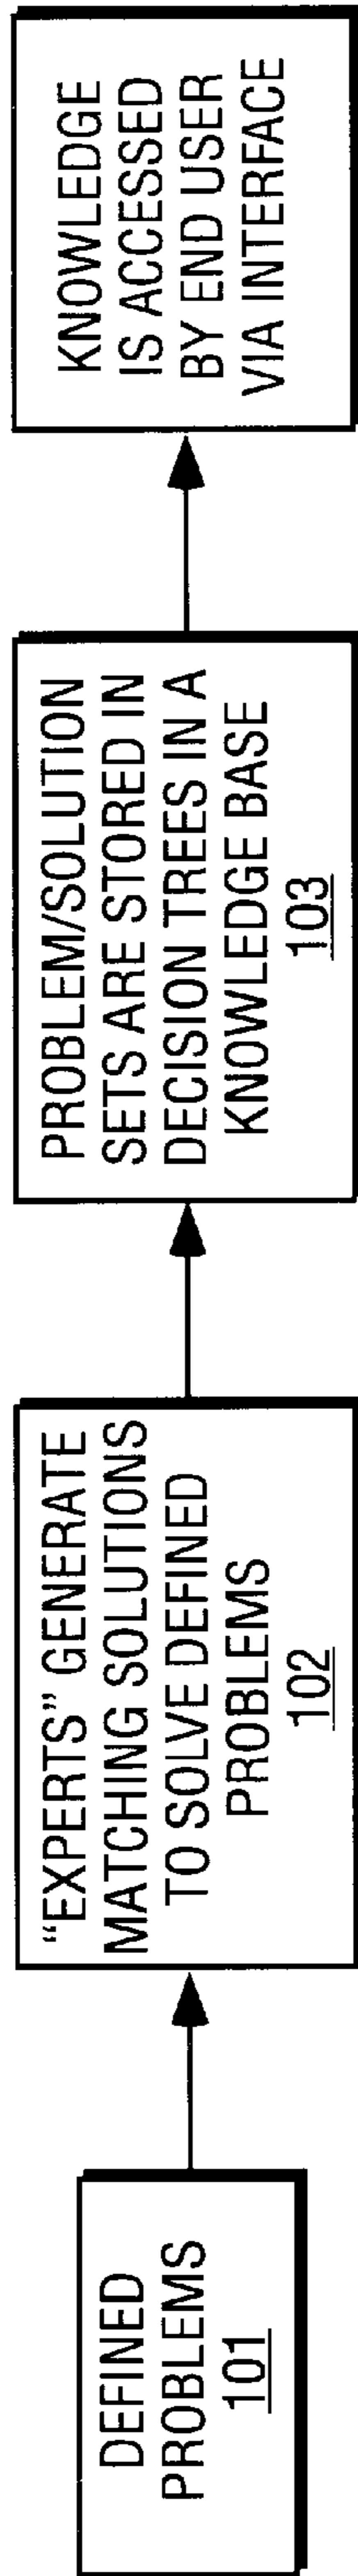 DEFINED
PROBLEMS
101
“EXPERTS” GENERATE
MATCHING SOLUTIONS
TO SOLVE DEFINED
PROBLEMS
102
PROBLEM/SOLUTION
SETS ARE STORED IN
DECISION TREES IN A
KNOWLEDGE BASE
103
KNOWLEDGE
IS ACCESSED
BY END USER
VIA INTERFACE